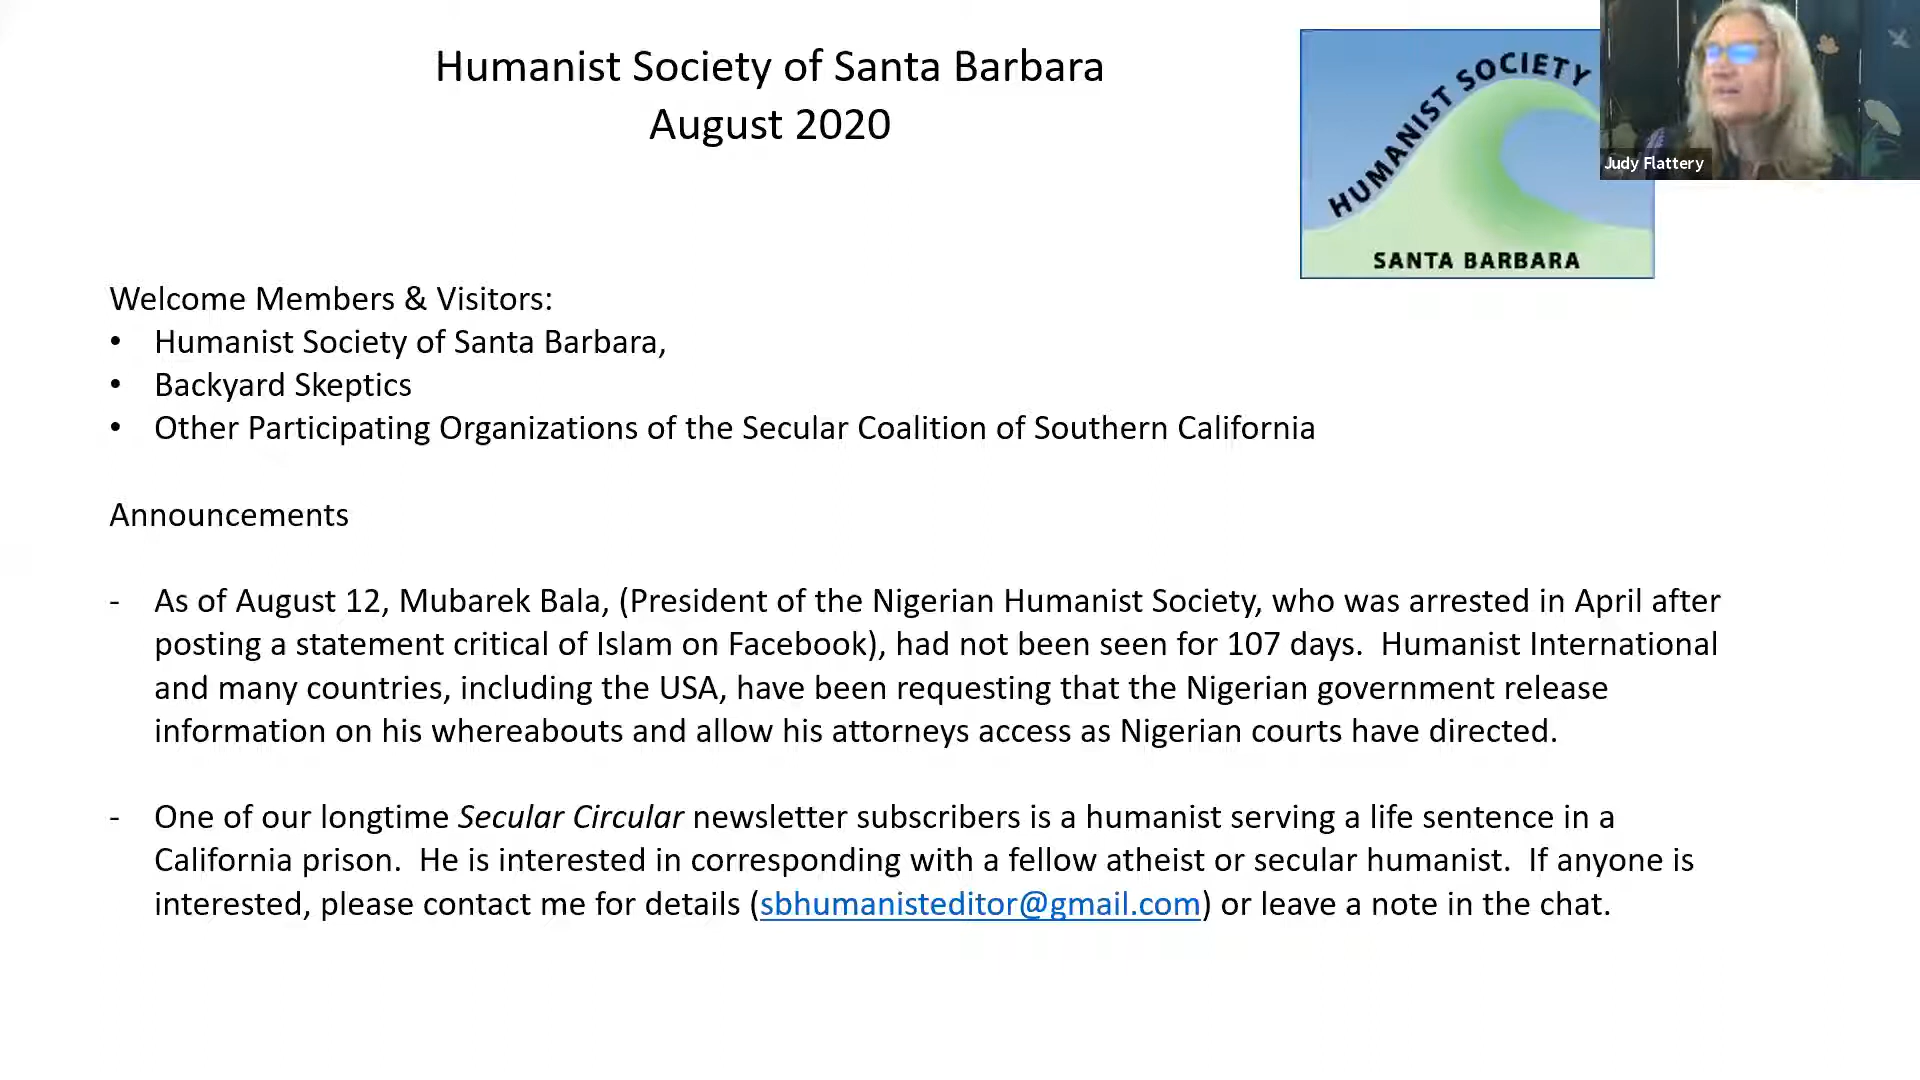 Humanist Society of Santa Barbara
August 2020
HUMANIST SOCIETY
SANTA BARBARA
Judy Flattery
Welcome Members & Visitors:
• Humanist Society of Santa Barbara,
• Backyard Skeptics
• Other Participating Organizations of the Secular Coalition of Southern California
Announcements
- As of August 12, Mubarek Bala, (President of the Nigerian Humanist Society, who was arrested in April after
posting a statement critical of Islam on Facebook), had not been seen for 107 days.  Humanist International
and many countries, including the USA, have been requesting that the Nigerian government release
information on his whereabouts and allow his attorneys access as Nigerian courts have directed.
- One of our longtime Secular Circular newsletter subscribers is a humanist serving a life sentence in a
California prison.  He is interested in corresponding with a fellow atheist or secular humanist.  If anyone is
interested, please contact me for details (sbhumanisteditor@gmail.com) or leave a note in the chat.